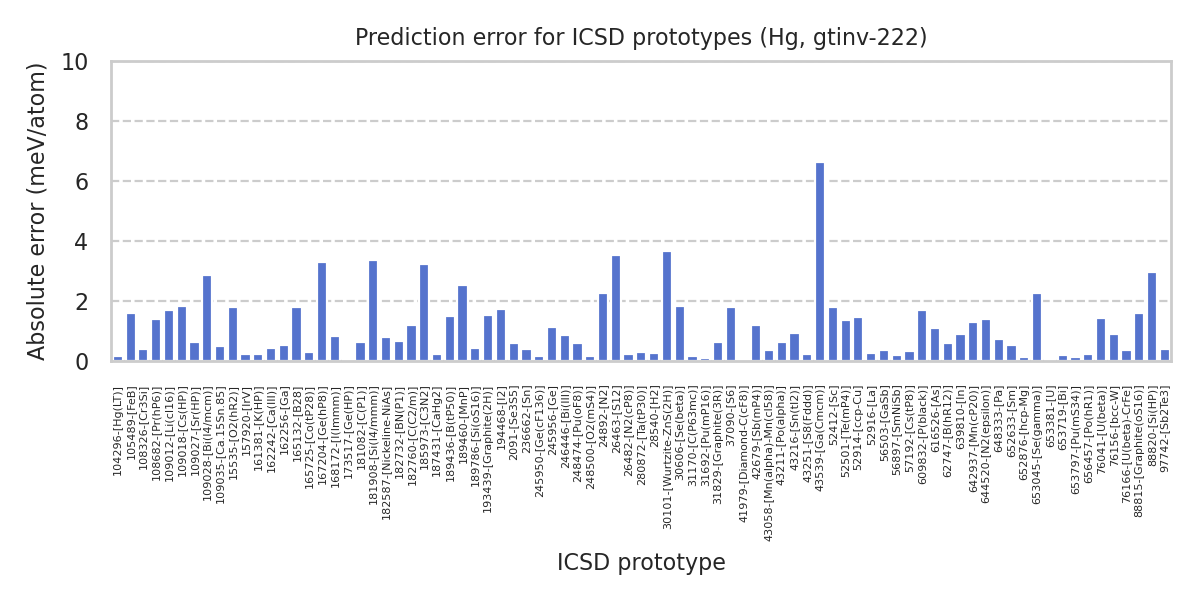 Prediction error for ICSD prototypes (Hg, gtinv-222)
Absolute error (meV/atom)
10
8
6
4
2
0
104296-[Hg(LT)]
105489-[FeB]
108326-[Cr3Si]
108682-[Pr(hP6)]
109012-[Li(cI16)]
109018-[Cs(HP)]
109027-[Sr(HP)]
109028-[Bi(I4/mcm)]
109035-[Ca.15Sn.85]
15535-[O2(hR2)]
157920-[IrV]
161381-[K(HP)]
162242-[Ca(III)]
162256-[Ga]
165132-[B28]
165725-[Co(tP28)]
167204-[Ge(hP8)]
168172-[I(Immm)]
173517-[Ge(HP)]
181082-[C(P1)]
181908-[Si(I4/mmm)]
182587-[Nickeline-NiAs]
182732-[BN(P1)]
182760-[C(C2/m)]
185973-[C3N2]
187431-[CaHg2]
189436-[B(tP50)]
189460-[MnP]
189786-[Si(oS16)]
193439-[Graphite(2H)]
194468-[I2]
2091-[Se3S5]
236662-[Sn]
245950-[Ge(cF136)]
245956-[Ge]
246446-[Bi(III)]
248474-[Pu(oF8)]
248500-[O2(mS4)]
24892-[N2]
26463-[S12]
26482-[N2(cP8)]
280872-[Ta(tP30)]
28540-[H2]
30101-[Wurtzite-ZnS(2H)]
30606-[Se(beta)]
31170-[C(P63mc)]
31692-[Pu(mP16)]
31829-[Graphite(3R)]
37090-[S6]
41979-[Diamond-C(cF8)]
42679-[Sb(mP4)]
43058-[Mn(alpha)-Mn(cI58)]
43211-[Po(alpha)]
43216-[Sn(tI2)]
43251-[S8(Fddd)]
43539-[Ga(Cmcm)]
52412-[Sc]
52501-[Te(mP4)]
52914-[ccp-Cu]
52916-[La]
56503-[GaSb]
56897-[SmNiSb]
57192-[Cs(tP8)]
609832-[P(black)]
616526-[As]
62747-[B(hR12)]
639810-[In]
642937-[Mn(cP20)]
644520-[N2(epsilon)]
648333-[Pa]
652633-[Sm]
652876-[hcp-Mg]
653045-[Se(gamma)]
653381-[U]
653719-[Bi]
653797-[Pu(mS34)]
656457-[Po(hR1)]
76041-[U(beta)]
76156-[bcc-W]
76166-[U(beta)-CrFe]
88815-[Graphite(oS16)]
88820-[Si(HP)]
97742-[Sb2Te3]
ICSD prototype